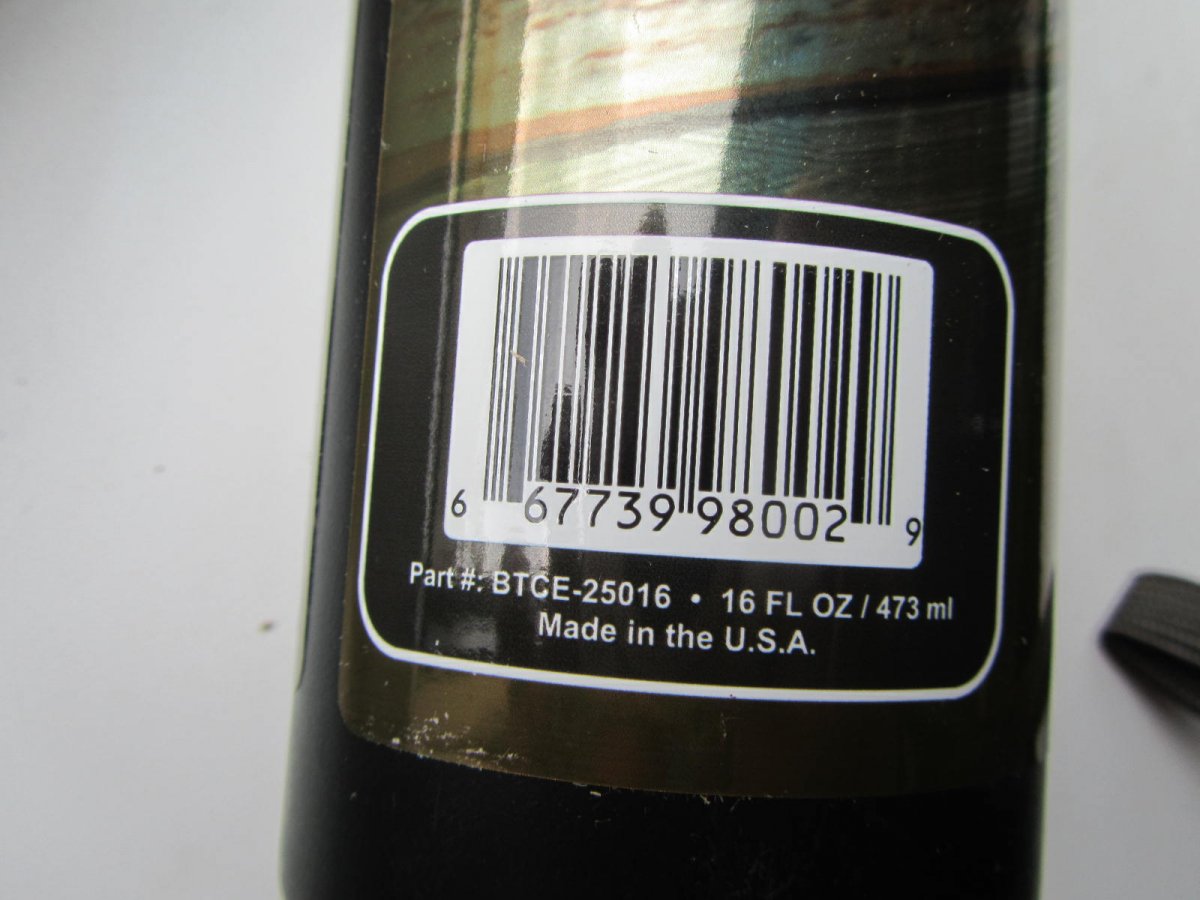 6 67739 98002 9
Part #: BTCE-25016 • 16 FL OZ / 473 ml
Made in the U.S.A.